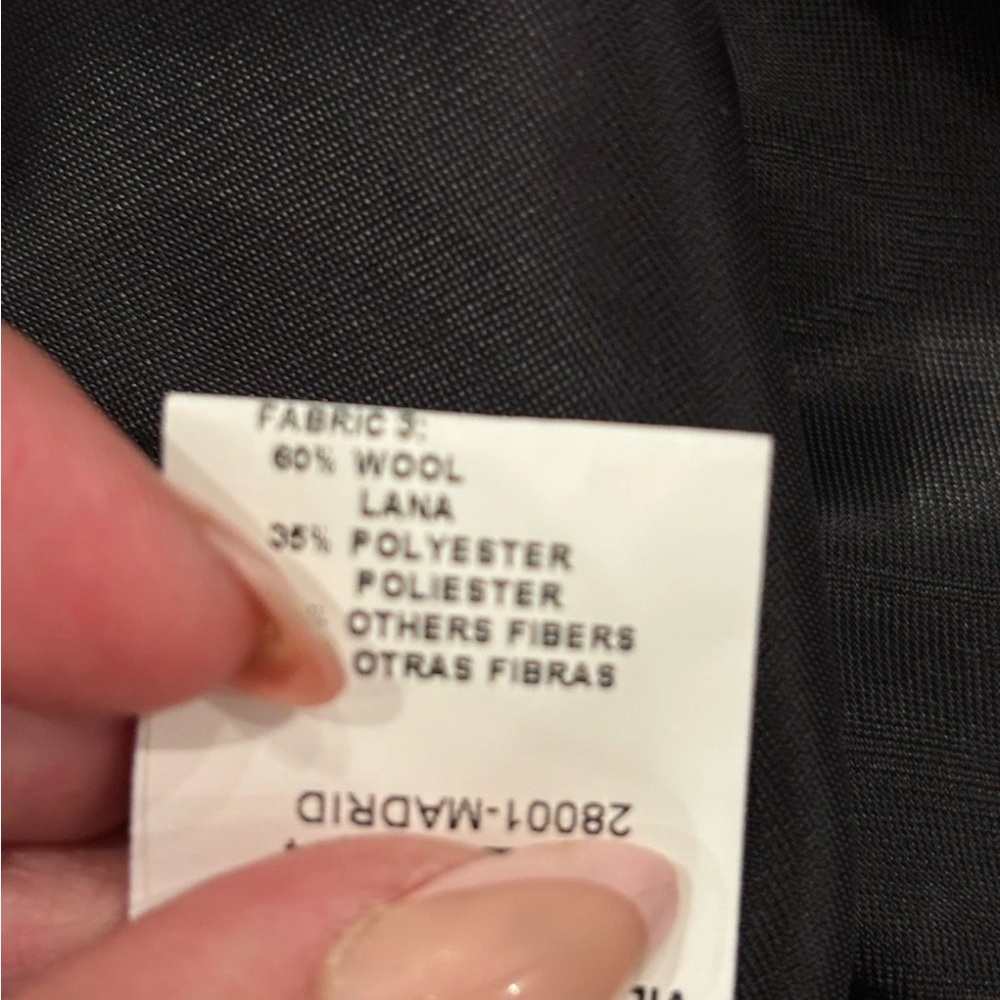 FABRIC 3:
60% WOOL
LANA
35% POLYESTER
POLIESTER
% OTHERS FIBERS
OTRAS FIBRAS
28001-MADRID